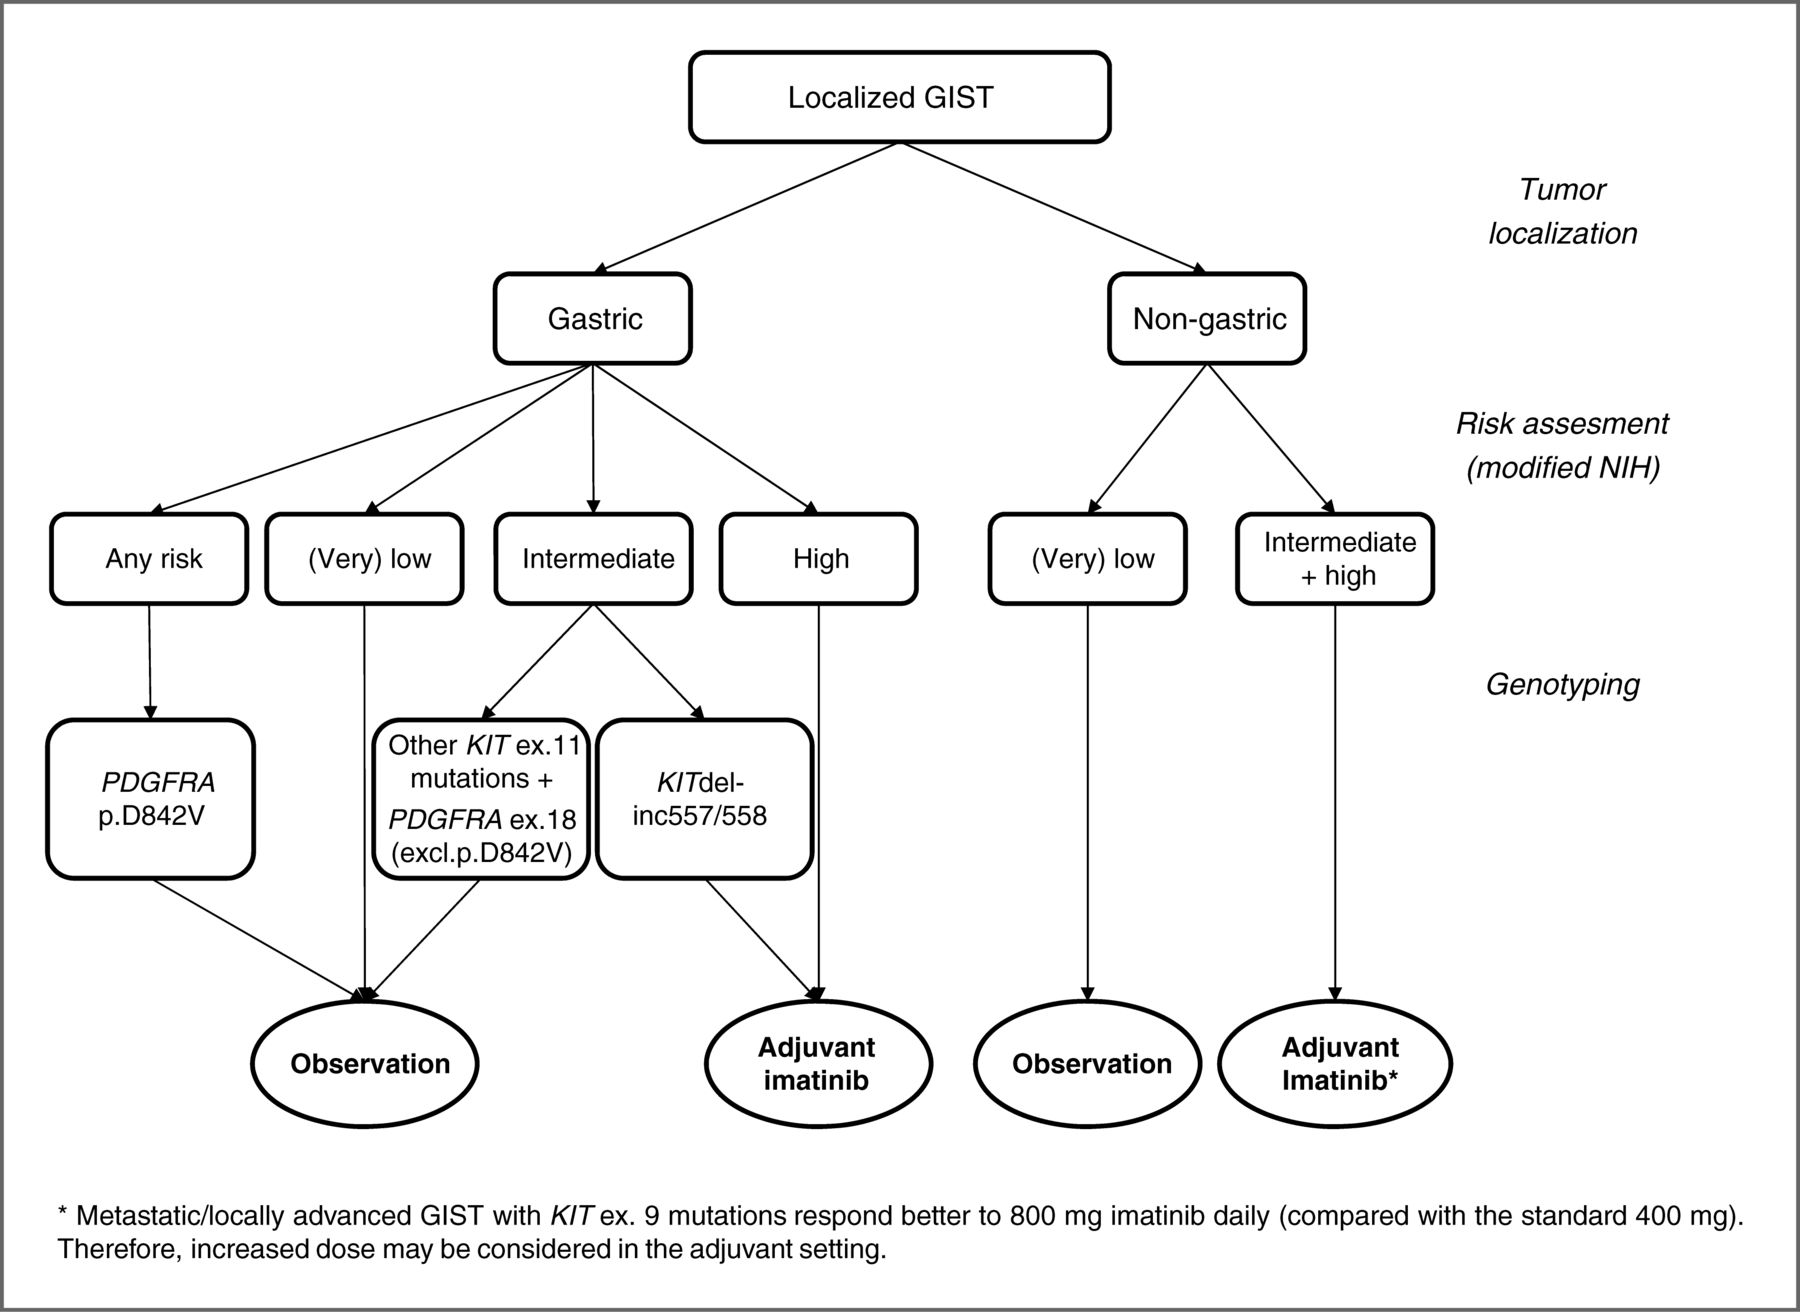 Localized GIST
Tumor
localization
Gastric
Non-gastric
Risk assesment
(modified NIH)
Any risk
(Very) low
Intermediate
High
(Very) low
Intermediate
+ high
Genotyping
PDGFRA
p.D842V
Other KIT ex.11
mutations +
PDGFRA ex.18
(excl.p.D842V)
KITdel-
inc557/558
Observation
Adjuvant
imatinib
Observation
Adjuvant
Imatinib*
* Metastatic/locally advanced GIST with KIT ex. 9 mutations respond better to 800 mg imatinib daily (compared with the standard 400 mg).
Therefore, increased dose may be considered in the adjuvant setting.